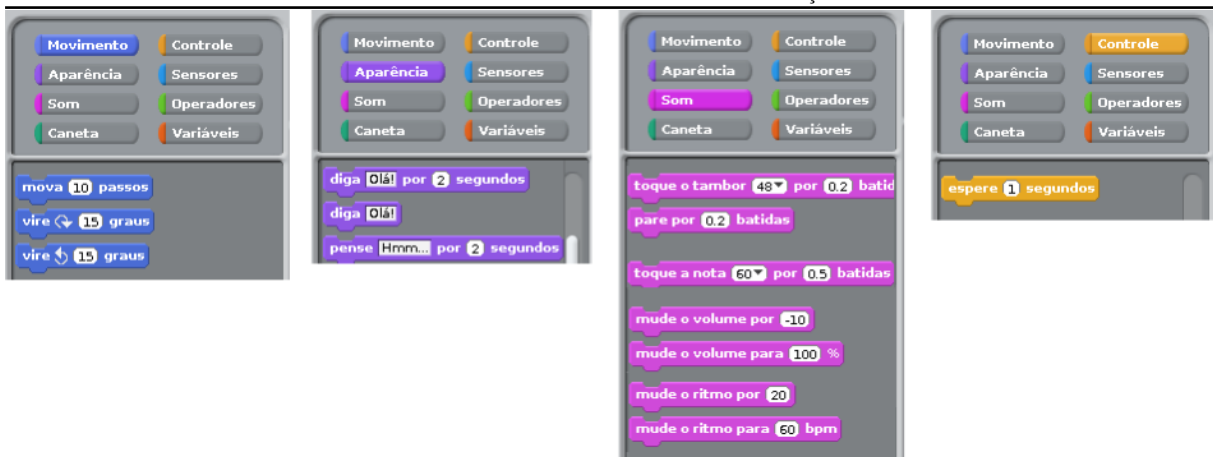 Movimento Controle
Aparência Sensores
Som Operadores
Caneta Variáveis
mova 10 passos
vire 15 graus
vire 15 graus
Movimento Controle
Aparência Sensores
Som Operadores
Caneta Variáveis
diga Olá! por 2 segundos
diga Olá!
pense Hmm... por 2 segundos
Movimento Controle
Aparência Sensores
Som Operadores
Caneta Variáveis
toque o tambor 48 por 0.2 batid
pare por 0.2 batidas
toque a nota 60 por 0.5 batidas
mude o volume por -10
mude o volume para 100 %
mude o ritmo por 20
mude o ritmo para 60 bpm
Movimento Controle
Aparência Sensores
Som Operadores
Caneta Variáveis
espere 1 segundos